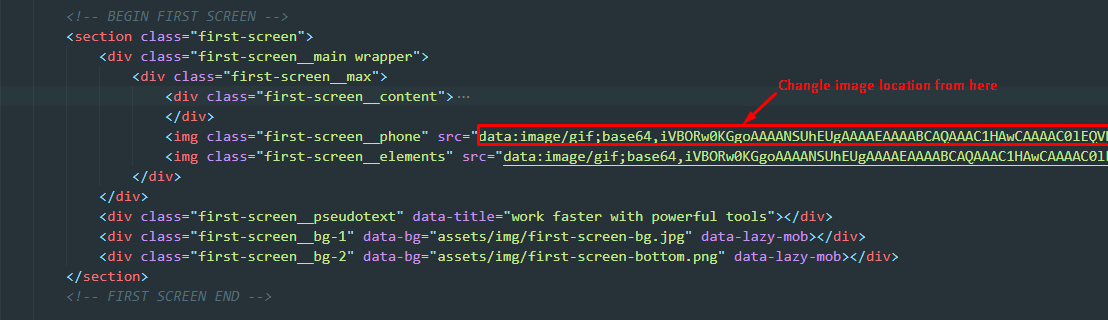 <!-- BEGIN FIRST SCREEN -->
<section class="first-screen">
<div class="first-screen__main wrapper">
<div class="first-screen__max">
Changle image location from here
<div class="first-screen__content">…
</div>
<img class="first-screen__phone" src="data:image/gif;base64,iVBORw0KGgoAAAANSUhEUgAAAAEAAAABCAQAAAC1HAwCAAAAC0lEQV
<img class="first-screen__elements" src="data:image/gif;base64,iVBORw0KGgoAAAANSUhEUgAAAAEAAAABCAQAAAC1HAwCAAAAC0l
</div>
</div>
<div class="first-screen__pseudotext" data-title="work faster with powerful tools"></div>
<div class="first-screen__bg-1" data-bg="assets/img/first-screen-bg.jpg" data-lazy-mob></div>
<div class="first-screen__bg-2" data-bg="assets/img/first-screen-bottom.png" data-lazy-mob></div>
</section>
<!-- FIRST SCREEN END -->